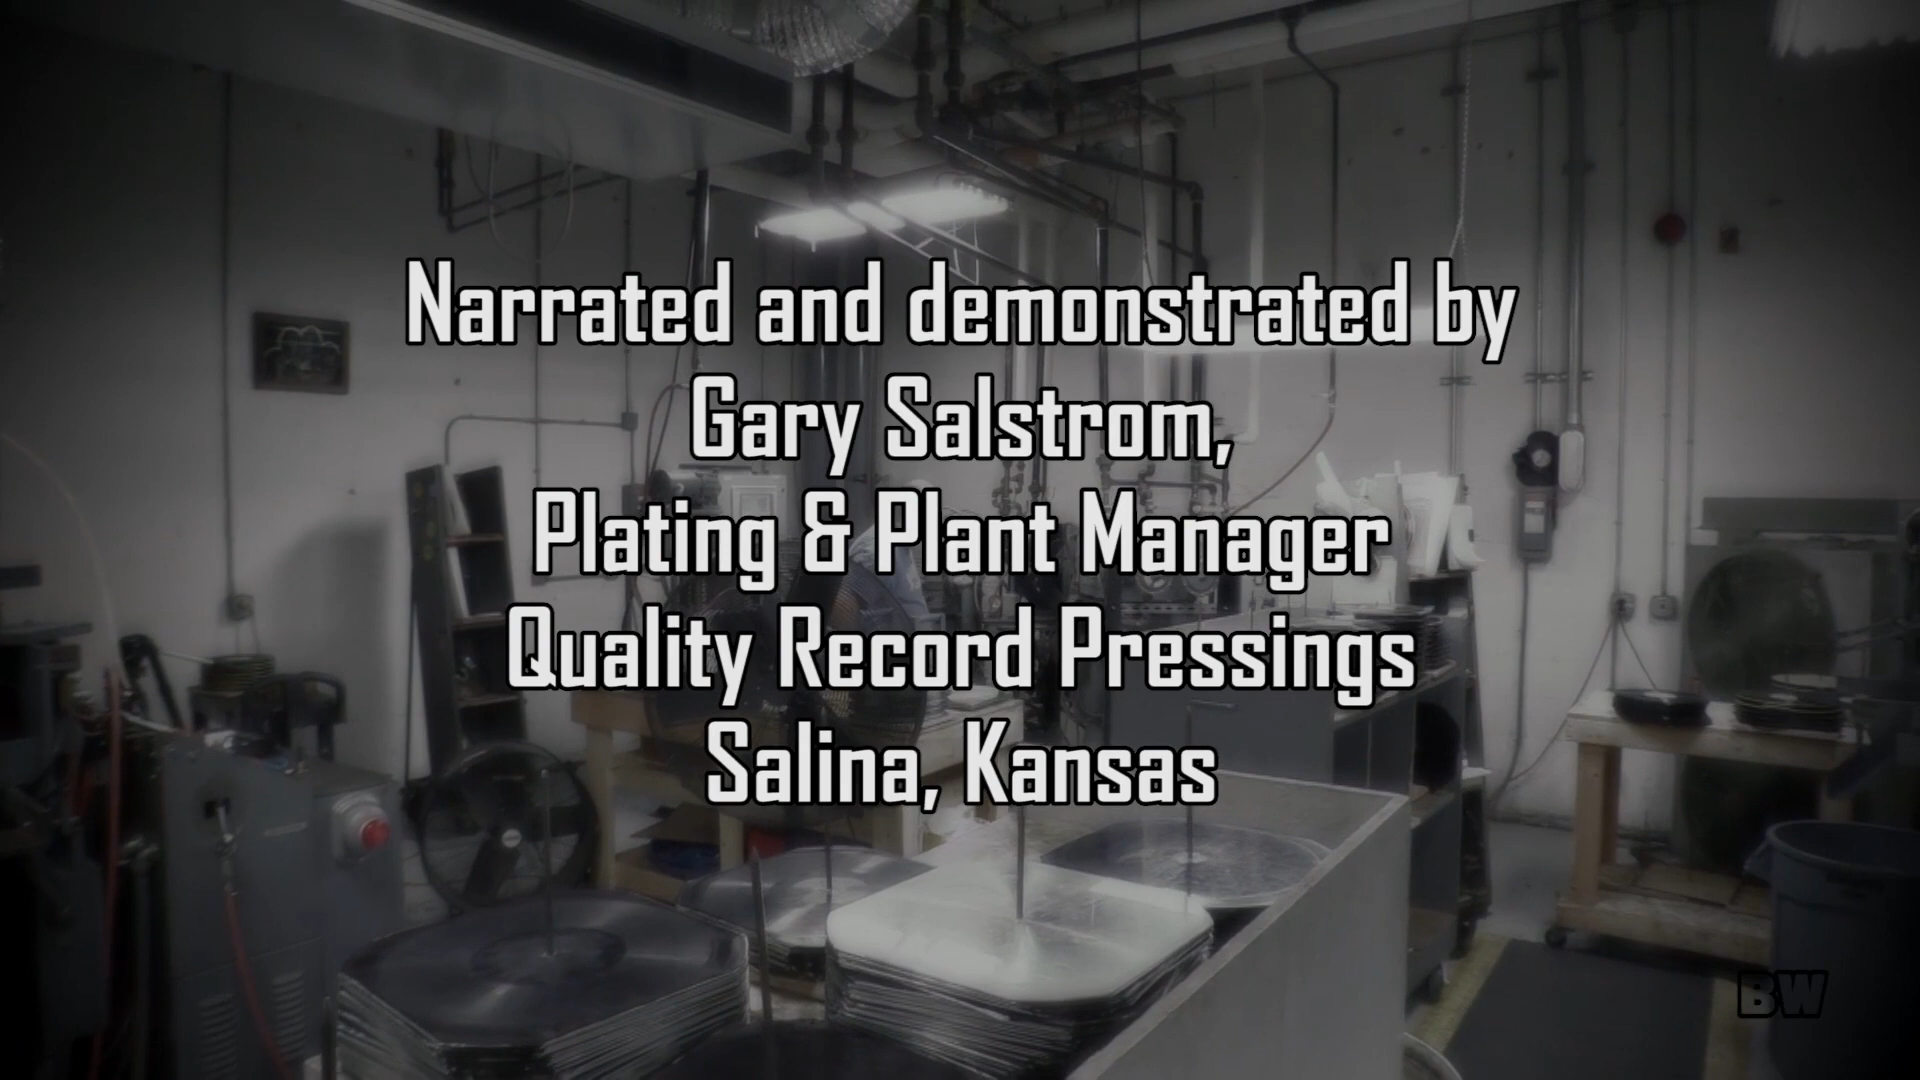 Narrated and demonstrated by
Gary Salstrom,
Plating & Plant Manager
Quality Record Pressings
Salina, Kansas
BW